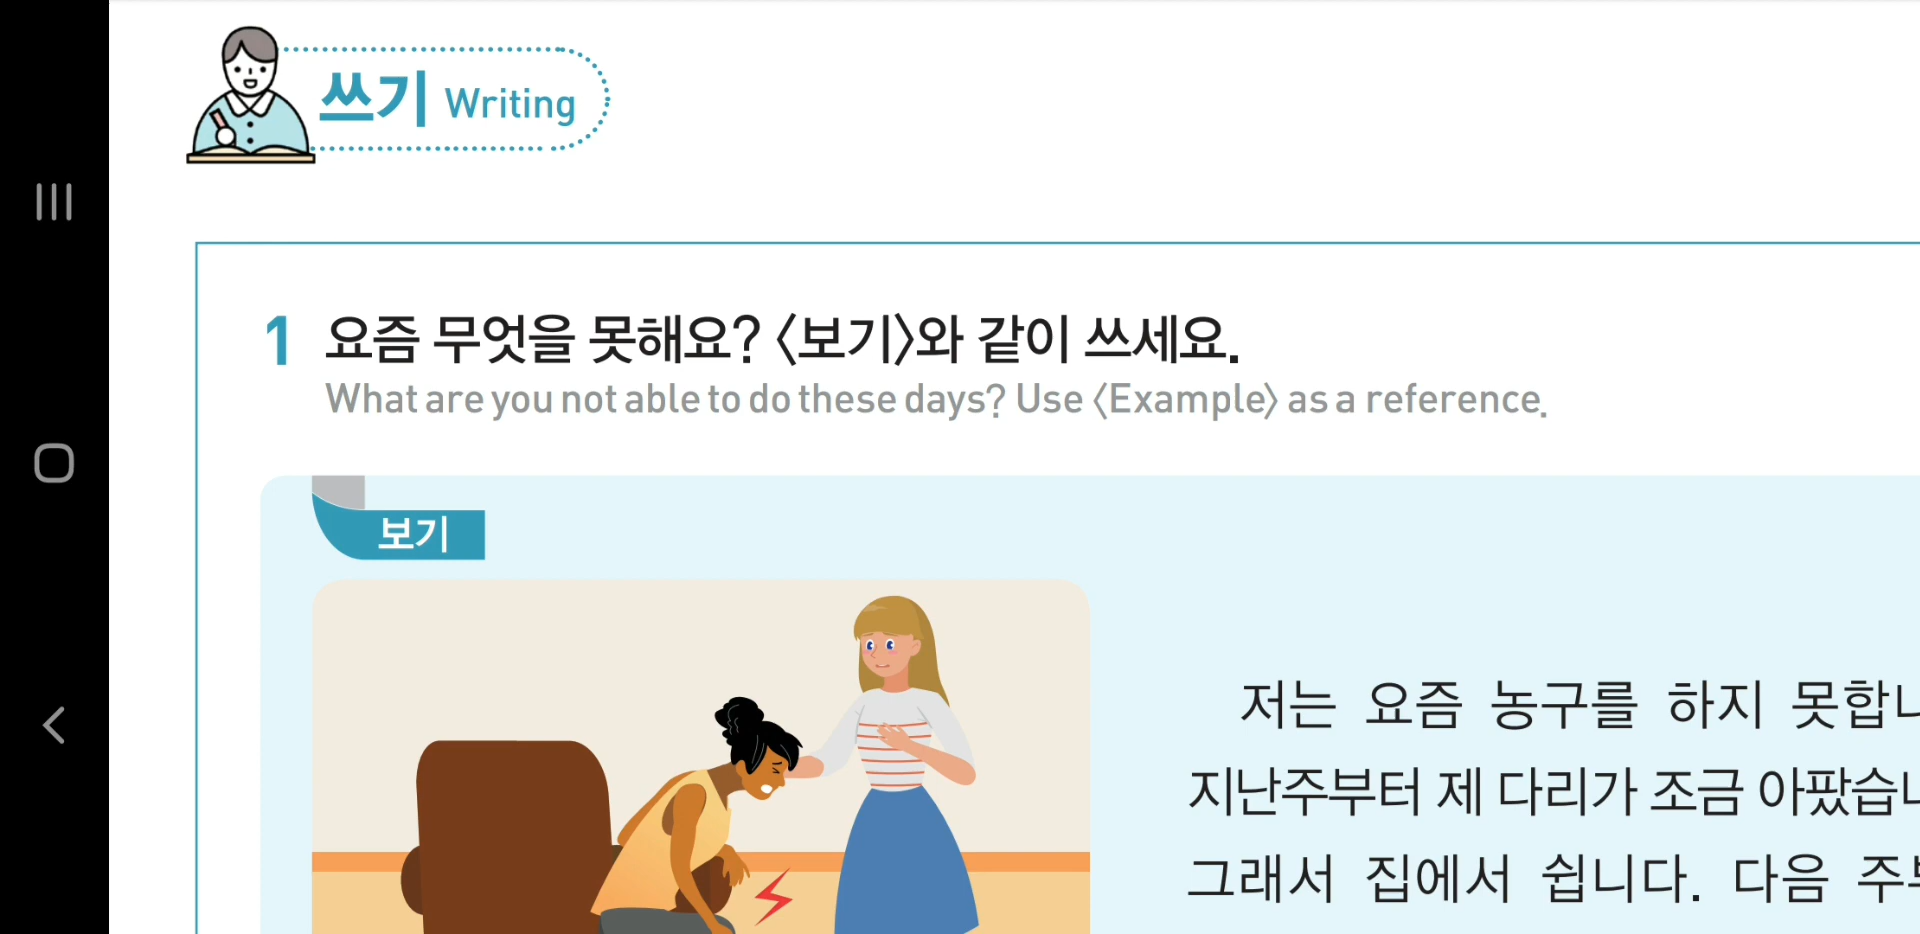 쓰기 Writing
1 요즘 무엇을 못해요? 〈보기〉와 같이 쓰세요.
What are you not able to do these days? Use 〈Example〉 as a reference.
보기
저는 요즘 농구를 하지
지난주부터 제 다리가 조금
그래서 집에서 쉽니다. 다음